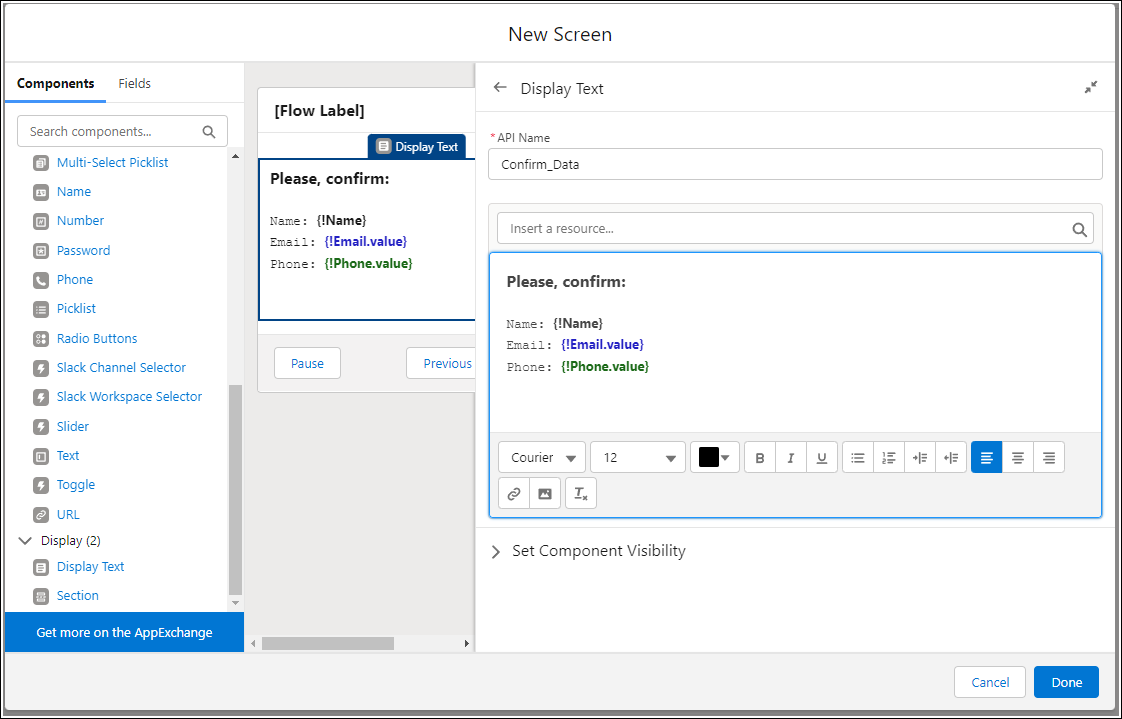 New Screen
Components
Fields
Search components...
Multi-Select Picklist
Name
Number
Password
Phone
Picklist
Radio Buttons
Slack Channel Selector
Slack Workspace Selector
Slider
Text
Toggle
URL
Display (2)
Display Text
Section
Get more on the AppExchange
[Flow Label]
Display Text
Please, confirm:
Name: {!Name}
Email: {!Email.value}
Phone: {!Phone.value}
Pause
Previous
Display Text
*API Name
Confirm_Data
Insert a resource...
Please, confirm:
Name: {!Name}
Email: {!Email.value}
Phone: {!Phone.value}
Courier
12
B I U
Set Component Visibility
Cancel
Done